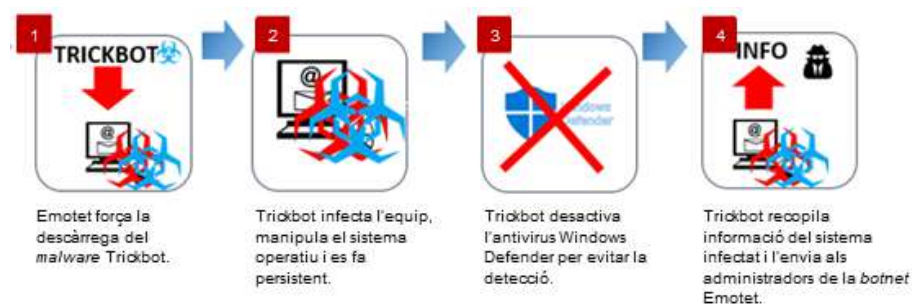 1
TRICKBOT
@
Emotet força la
descàrrega del
malware Trickbot.
2
@
Trickbot infecta l'equip,
manipula el sistema
operatiu i es fa
persistent.
3
Windows
Defender
Trickbot desactiva
l'antivirus Windows
Defender per evitar la
detecció.
4
INFO
@
Trickbot recopila
informació del sistema
infectat i l'envia als
administradors de la botnet
Emotet.